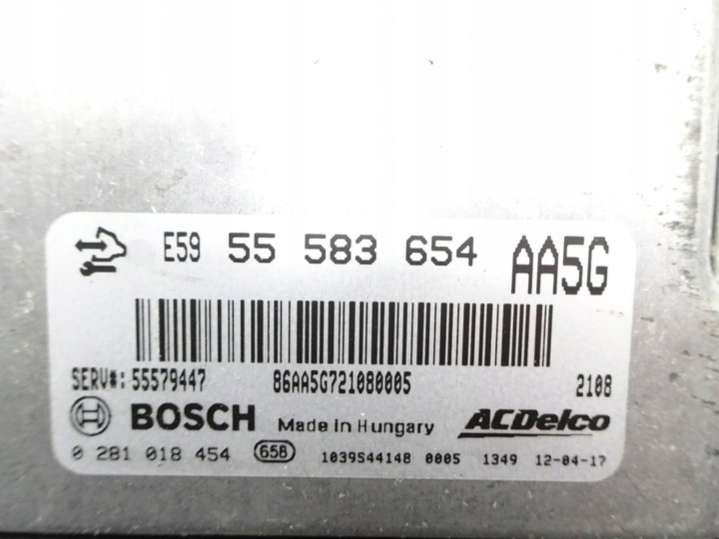 E59 55 583 654 AA5G
SERV#: 55579447 86AA5G721080005 2108
BOSCH Made in Hungary ACDelco
0 281 018 454 658 1039S44148 0005 1349 12-04-17